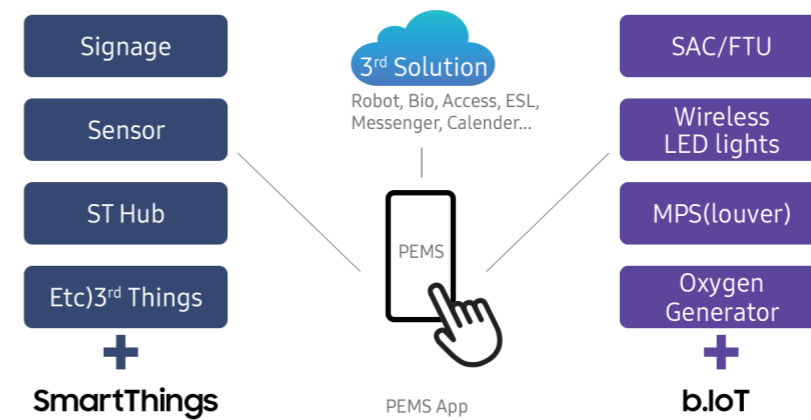 Signage
Sensor
ST Hub
Etc)3rd Things
SmartThings
3rd Solution
Robot, Bio, Access, ESL,
Messenger, Calender...
PEMS
PEMS App
SAC/FTU
Wireless
LED lights
MPS(louver)
Oxygen
Generator
b.IoT